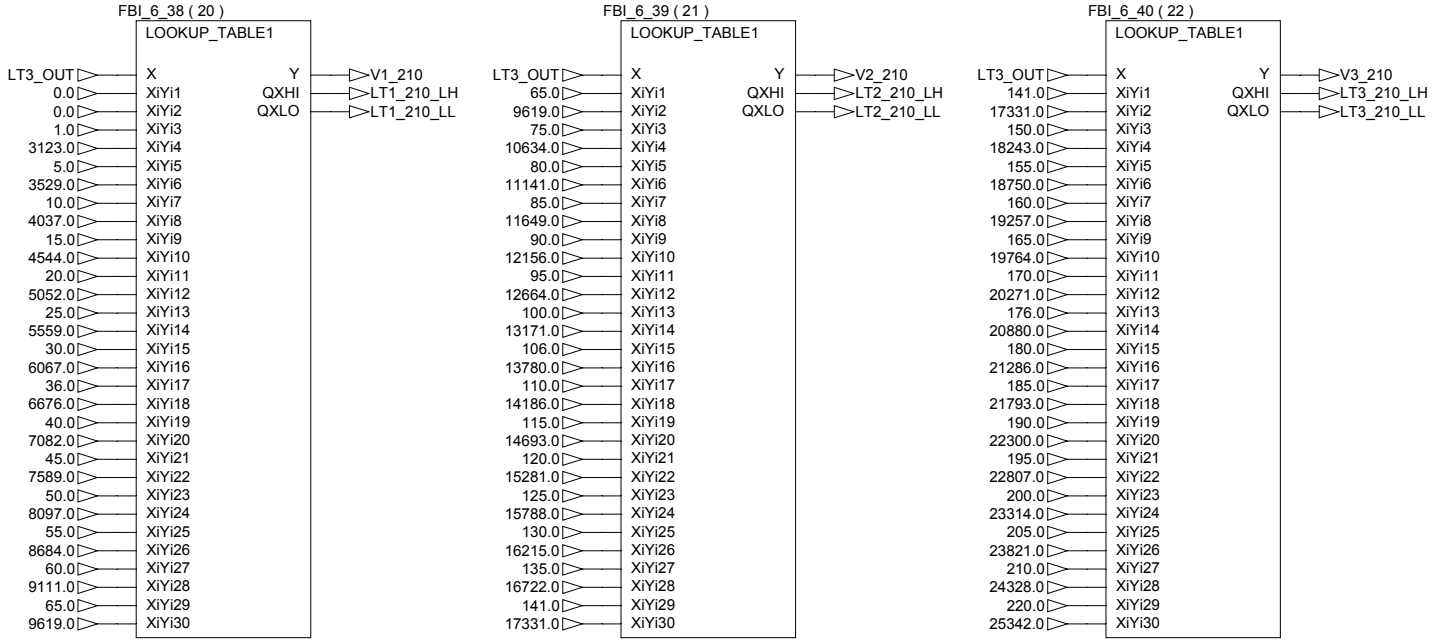 FBI_6_38 ( 20 )
LOOKUP_TABLE1
LT3_OUT X Y V1_210
0.0 XiYi1 QXHI LT1_210_LH
0.0 XiYi2 QXLO LT1_210_LL
1.0 XiYi3
3123.0 XiYi4
5.0 XiYi5
3529.0 XiYi6
10.0 XiYi7
4037.0 XiYi8
15.0 XiYi9
4544.0 XiYi10
20.0 XiYi11
5052.0 XiYi12
25.0 XiYi13
5559.0 XiYi14
30.0 XiYi15
6067.0 XiYi16
36.0 XiYi17
6676.0 XiYi18
40.0 XiYi19
7082.0 XiYi20
45.0 XiYi21
7589.0 XiYi22
50.0 XiYi23
8097.0 XiYi24
55.0 XiYi25
8684.0 XiYi26
60.0 XiYi27
9111.0 XiYi28
65.0 XiYi29
9619.0 XiYi30
FBI_6_39 ( 21 )
LOOKUP_TABLE1
LT3_OUT X Y V2_210
65.0 XiYi1 QXHI LT2_210_LH
9619.0 XiYi2 QXLO LT2_210_LL
75.0 XiYi3
10634.0 XiYi4
80.0 XiYi5
11141.0 XiYi6
85.0 XiYi7
11649.0 XiYi8
90.0 XiYi9
12156.0 XiYi10
95.0 XiYi11
12664.0 XiYi12
100.0 XiYi13
13171.0 XiYi14
106.0 XiYi15
13780.0 XiYi16
110.0 XiYi17
14186.0 XiYi18
115.0 XiYi19
14693.0 XiYi20
120.0 XiYi21
15281.0 XiYi22
125.0 XiYi23
15788.0 XiYi24
130.0 XiYi25
16215.0 XiYi26
135.0 XiYi27
16722.0 XiYi28
141.0 XiYi29
17331.0 XiYi30
FBI_6_40 ( 22 )
LOOKUP_TABLE1
LT3_OUT X Y V3_210
141.0 XiYi1 QXHI LT3_210_LH
17331.0 XiYi2 QXLO LT3_210_LL
150.0 XiYi3
18243.0 XiYi4
155.0 XiYi5
18750.0 XiYi6
160.0 XiYi7
19257.0 XiYi8
165.0 XiYi9
19764.0 XiYi10
170.0 XiYi11
20271.0 XiYi12
176.0 XiYi13
20880.0 XiYi14
180.0 XiYi15
21286.0 XiYi16
185.0 XiYi17
21793.0 XiYi18
190.0 XiYi19
22300.0 XiYi20
195.0 XiYi21
22807.0 XiYi22
200.0 XiYi23
23314.0 XiYi24
205.0 XiYi25
23821.0 XiYi26
210.0 XiYi27
24328.0 XiYi28
220.0 XiYi29
25342.0 XiYi30